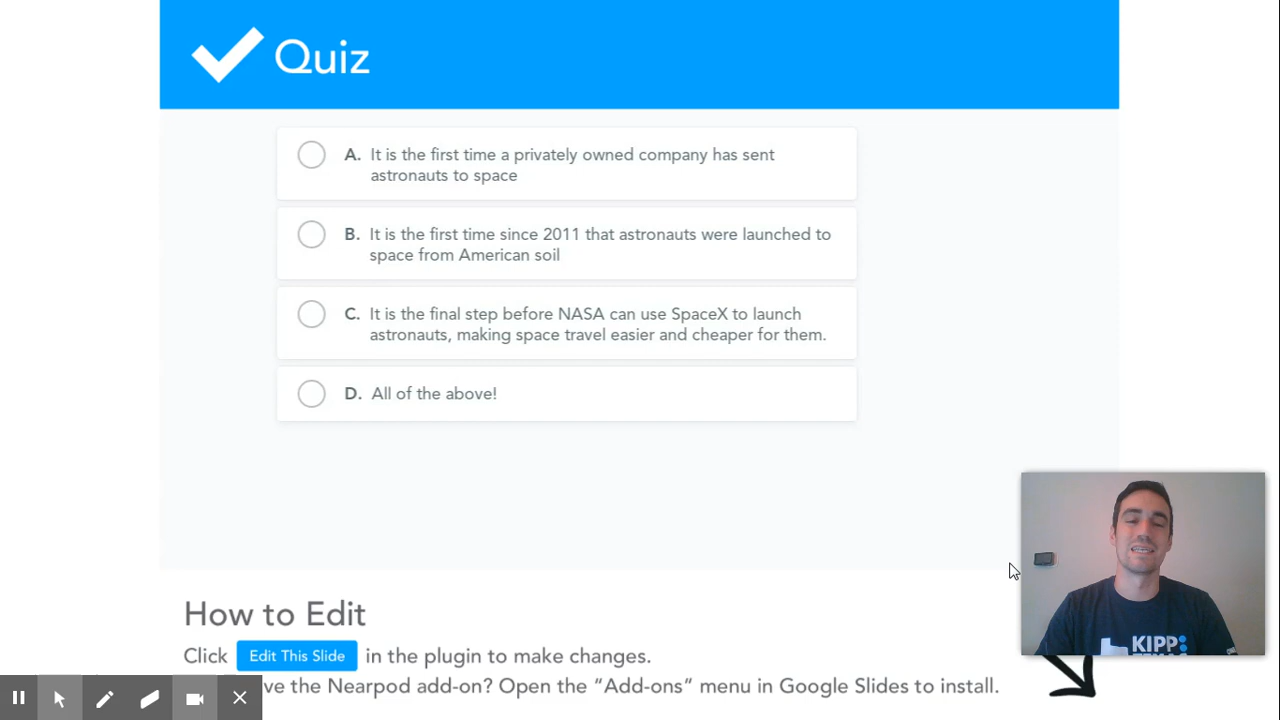 Quiz
A. It is the first time a privately owned company has sent
astronauts to space
B. It is the first time since 2011 that astronauts were launched to
space from American soil
C. It is the final step before NASA can use SpaceX to launch
astronauts, making space travel easier and cheaper for them.
D. All of the above!
How to Edit
Click Edit This Slide in the plugin to make changes.
the Nearpod add-on? Open the “Add-ons” menu in Google Slides to install.
KIPP: